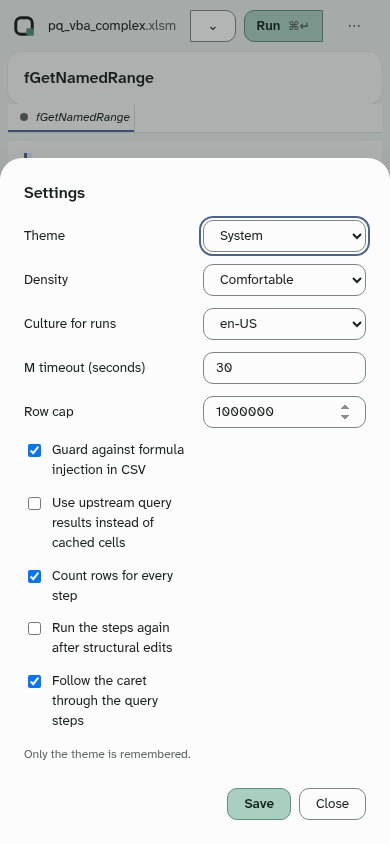 pq_vba_complex.xlsm
Run ⌘↵
...
fGetNamedRange
fGetNamedRange
Settings
Theme System
Density Comfortable
Culture for runs en-US
M timeout (seconds) 30
Row cap 1000000
Guard against formula
injection in CSV
Use upstream query
results instead of
cached cells
Count rows for every
step
Run the steps again
after structural edits
Follow the caret
through the query
steps
Only the theme is remembered.
Save Close